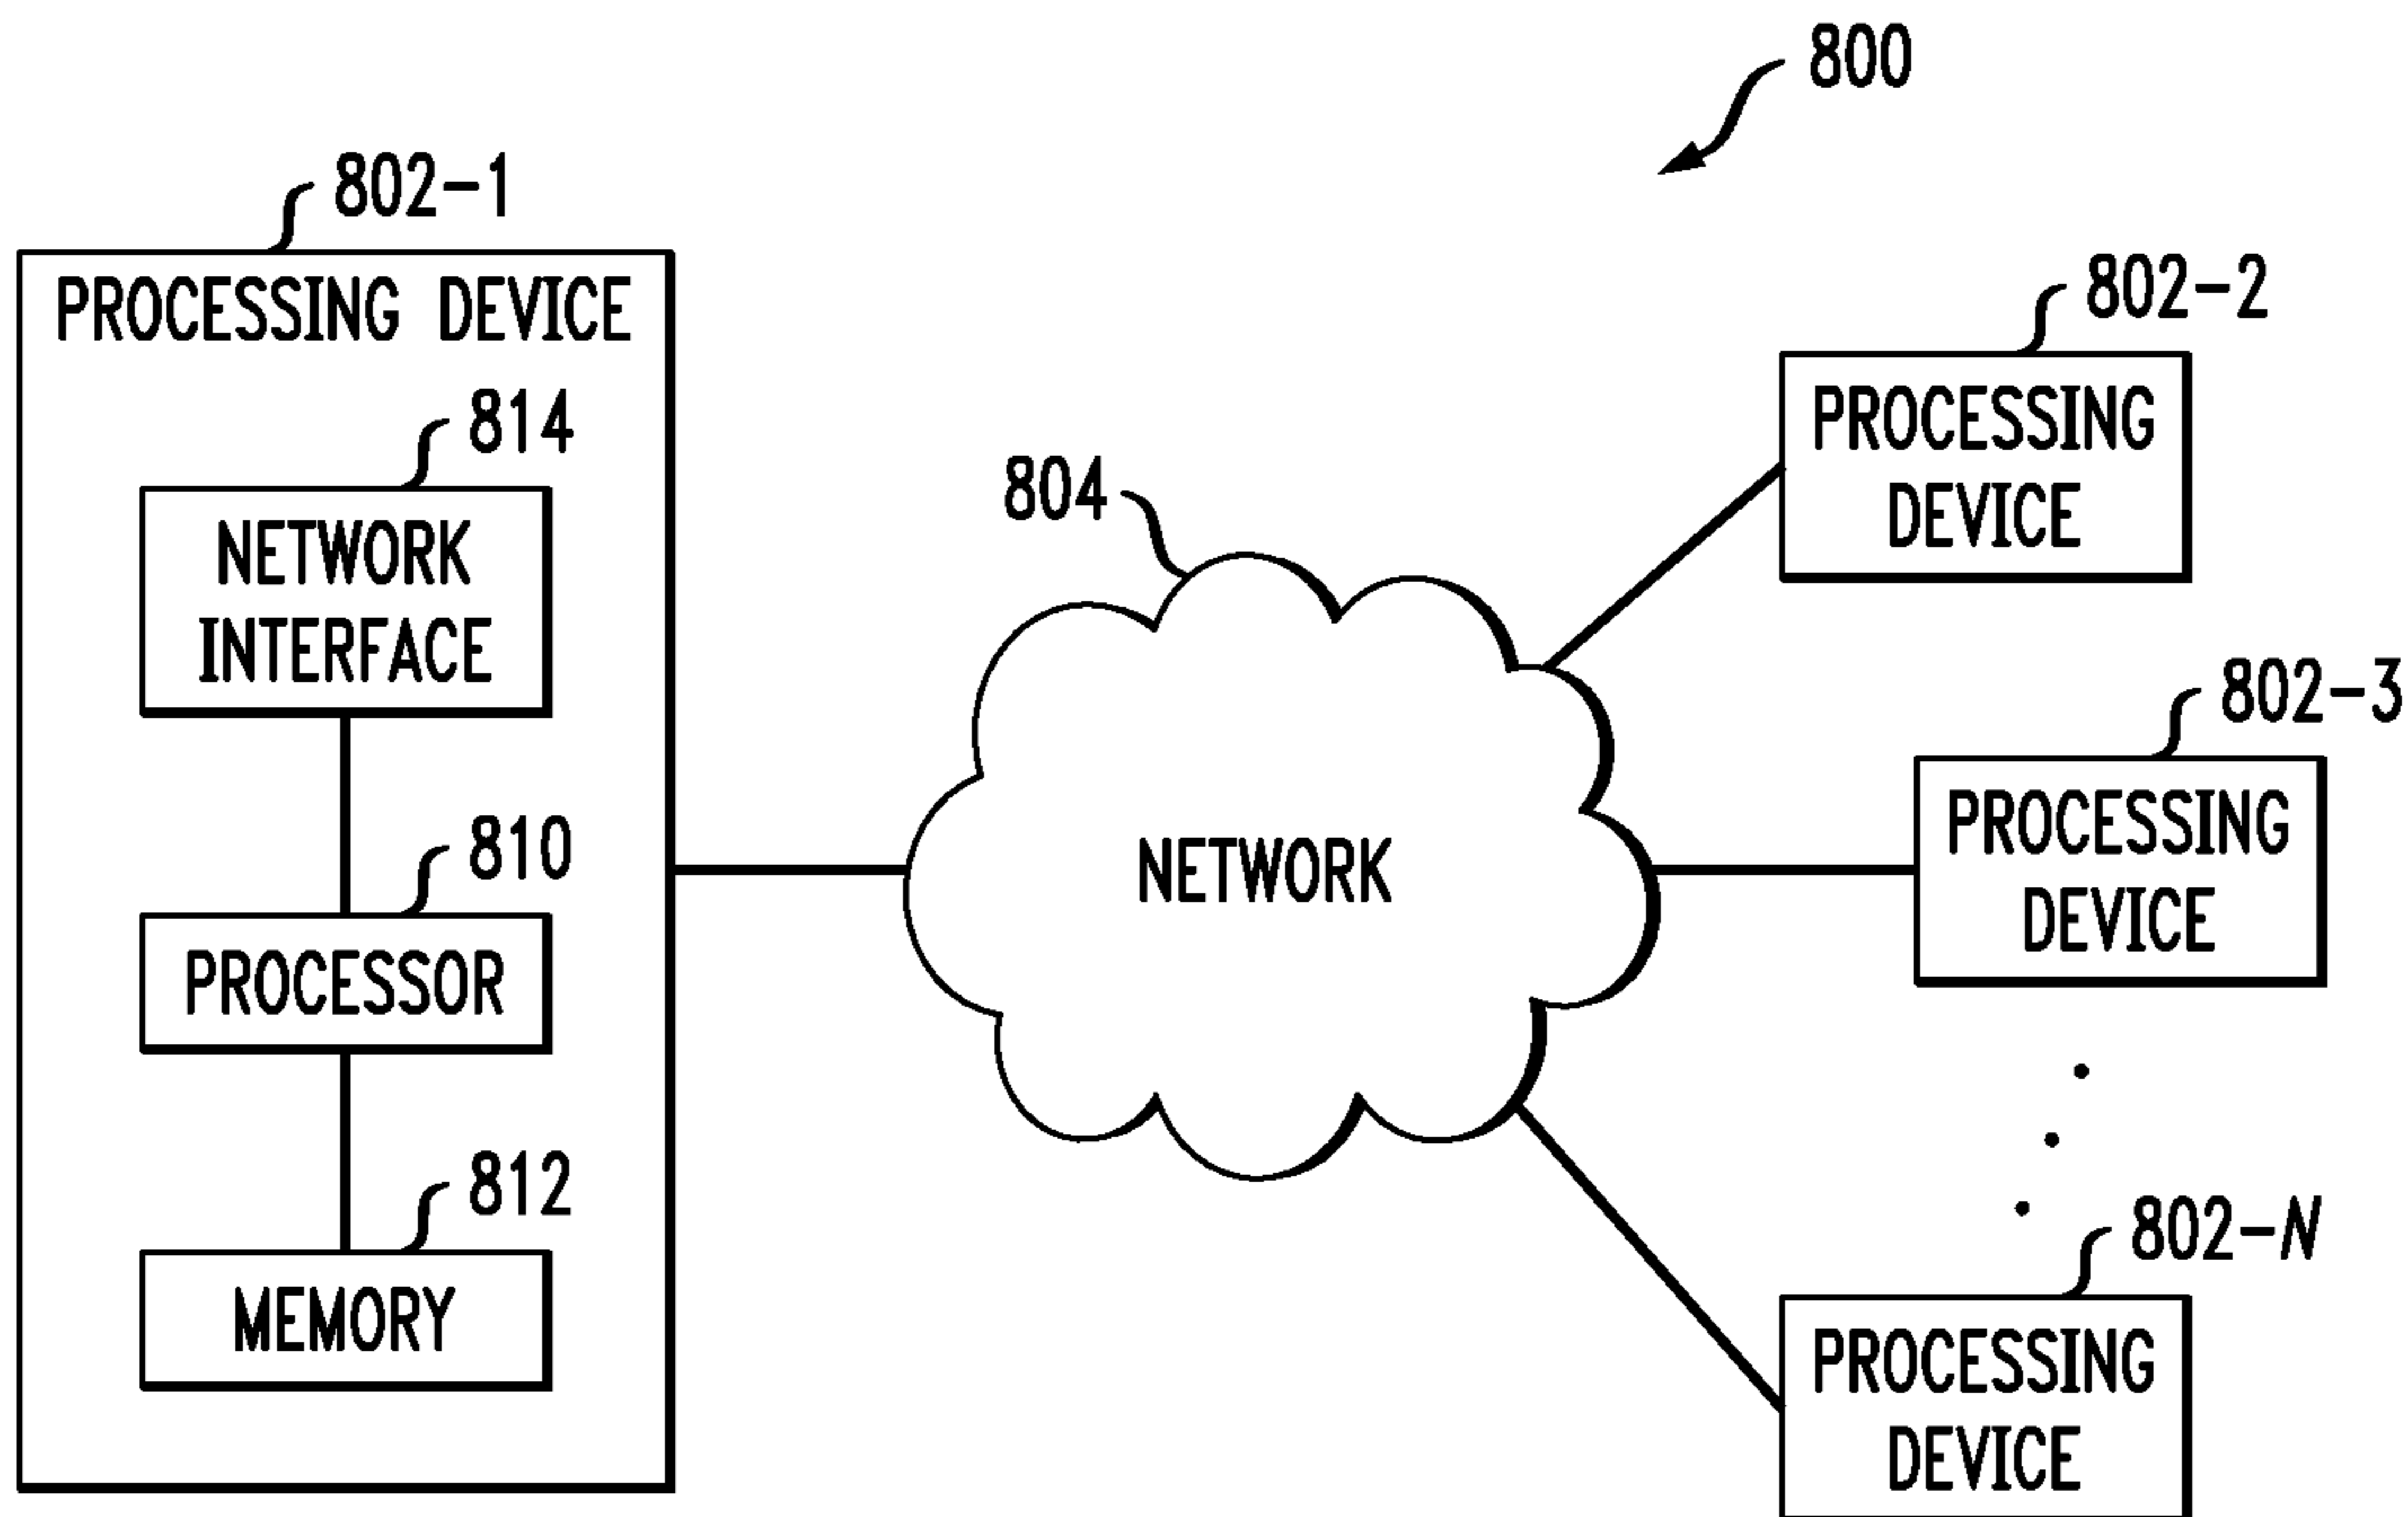 800
802-1
PROCESSING DEVICE
814
NETWORK
INTERFACE
810
PROCESSOR
812
MEMORY
804
NETWORK
802-2
PROCESSING
DEVICE
802-3
PROCESSING
DEVICE
802-N
PROCESSING
DEVICE